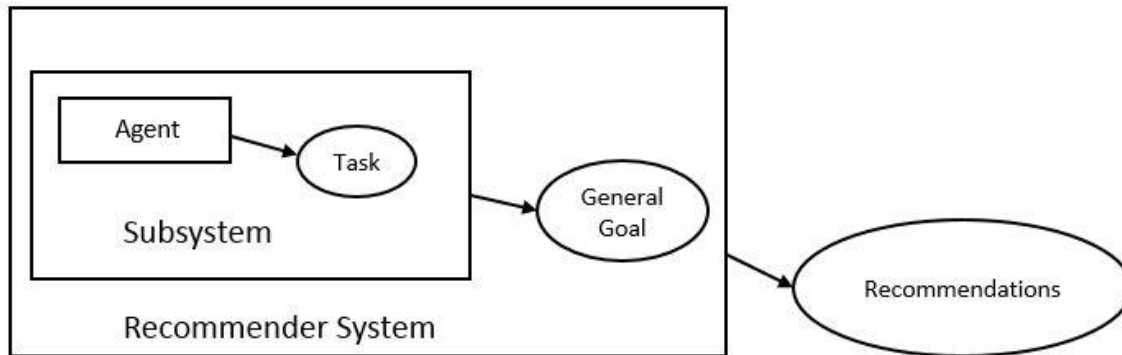 Agent
Task
Subsystem
General
Goal
Recommender System
Recommendations